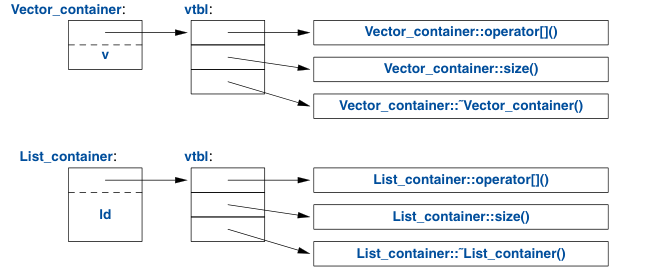 Vector_container: vtbl:
Vector_container::operator[]()
v
Vector_container::size()
Vector_container::˜Vector_container()
List_container: vtbl:
List_container::operator[]()
ld
List_container::size()
List_container::˜List_container()